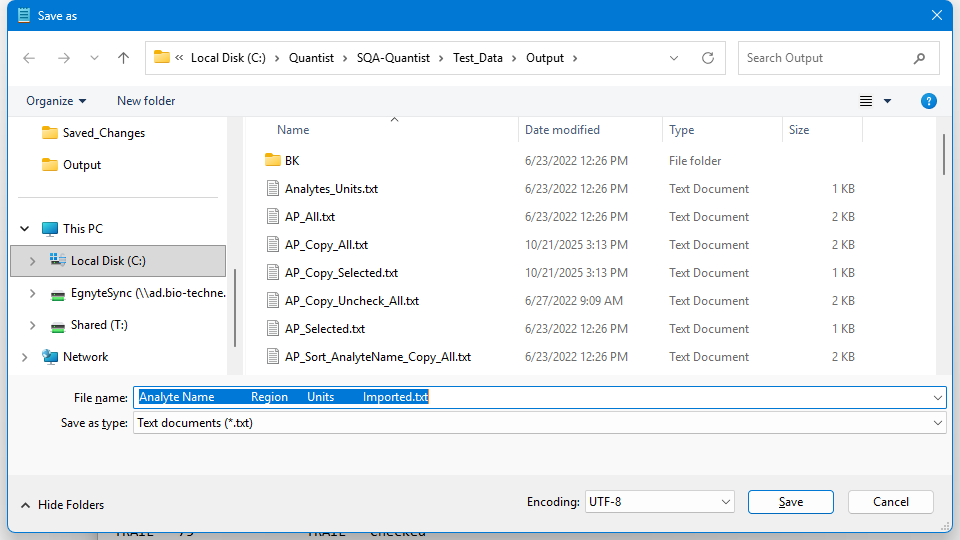 Save as
« Local Disk (C:) > Quantist > SQA-Quantist > Test_Data > Output >
Search Output
Organize
New folder
Saved_Changes
Output
This PC
Local Disk (C:)
EgnyteSync (\\ad.bio-techne.
Shared (T:)
Network
Name Date modified Type Size
BK 6/23/2022 12:26 PM File folder
Analytes_Units.txt 6/23/2022 12:26 PM Text Document 1 KB
AP_All.txt 6/23/2022 12:26 PM Text Document 2 KB
AP_Copy_All.txt 10/21/2025 3:13 PM Text Document 2 KB
AP_Copy_Selected.txt 10/21/2025 3:13 PM Text Document 1 KB
AP_Copy_Uncheck_All.txt 6/27/2022 9:09 AM Text Document 2 KB
AP_Selected.txt 6/23/2022 12:26 PM Text Document 1 KB
AP_Sort_AnalyteName_Copy_All.txt 6/23/2022 12:26 PM Text Document 2 KB
File name: Analyte Name Region Units Imported.txt
Save as type: Text documents (*.txt)
Hide Folders
Encoding: UTF-8
Save
Cancel